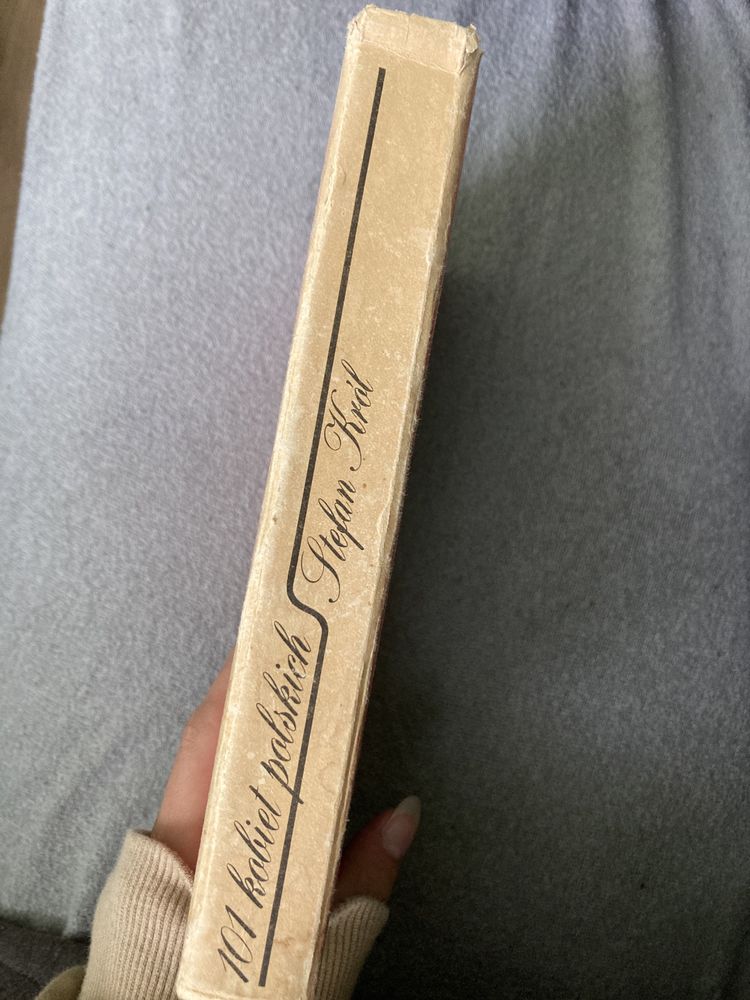 101 kobiet polskich
Stefan Król